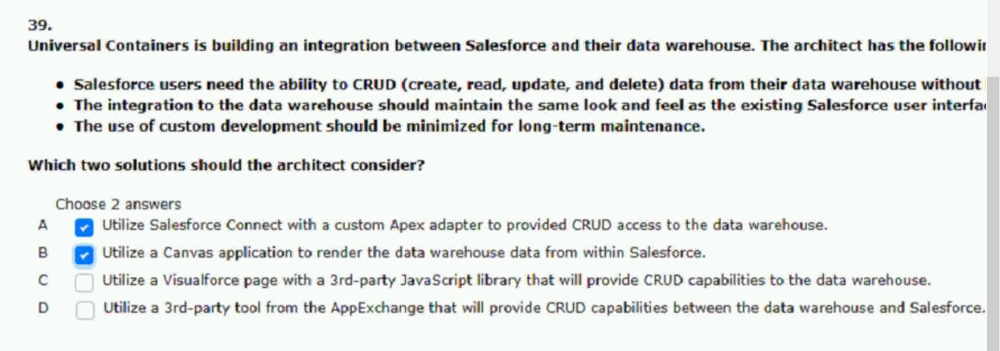 39.
Universal Containers is building an integration between Salesforce and their data warehouse. The architect has the
• Salesforce users need the ability to CRUD (create, read, update, and delete) data from their data warehouse without
• The integration to the data warehouse should maintain the same look and feel as the existing Salesforce user
• The use of custom development should be minimized for long-term maintenance.
Which two solutions should the architect consider?
Choose 2 answers
A Utilize Salesforce Connect with a custom Apex adapter to provided CRUD access to the data warehouse.
B Utilize a Canvas application to render the data warehouse data from within Salesforce.
C Utilize a Visualforce page with a 3rd-party JavaScript library that will provide CRUD capabilities to the data warehouse.
D Utilize a 3rd-party tool from the AppExchange that will provide CRUD capabilities between the data warehouse and Salesforce.